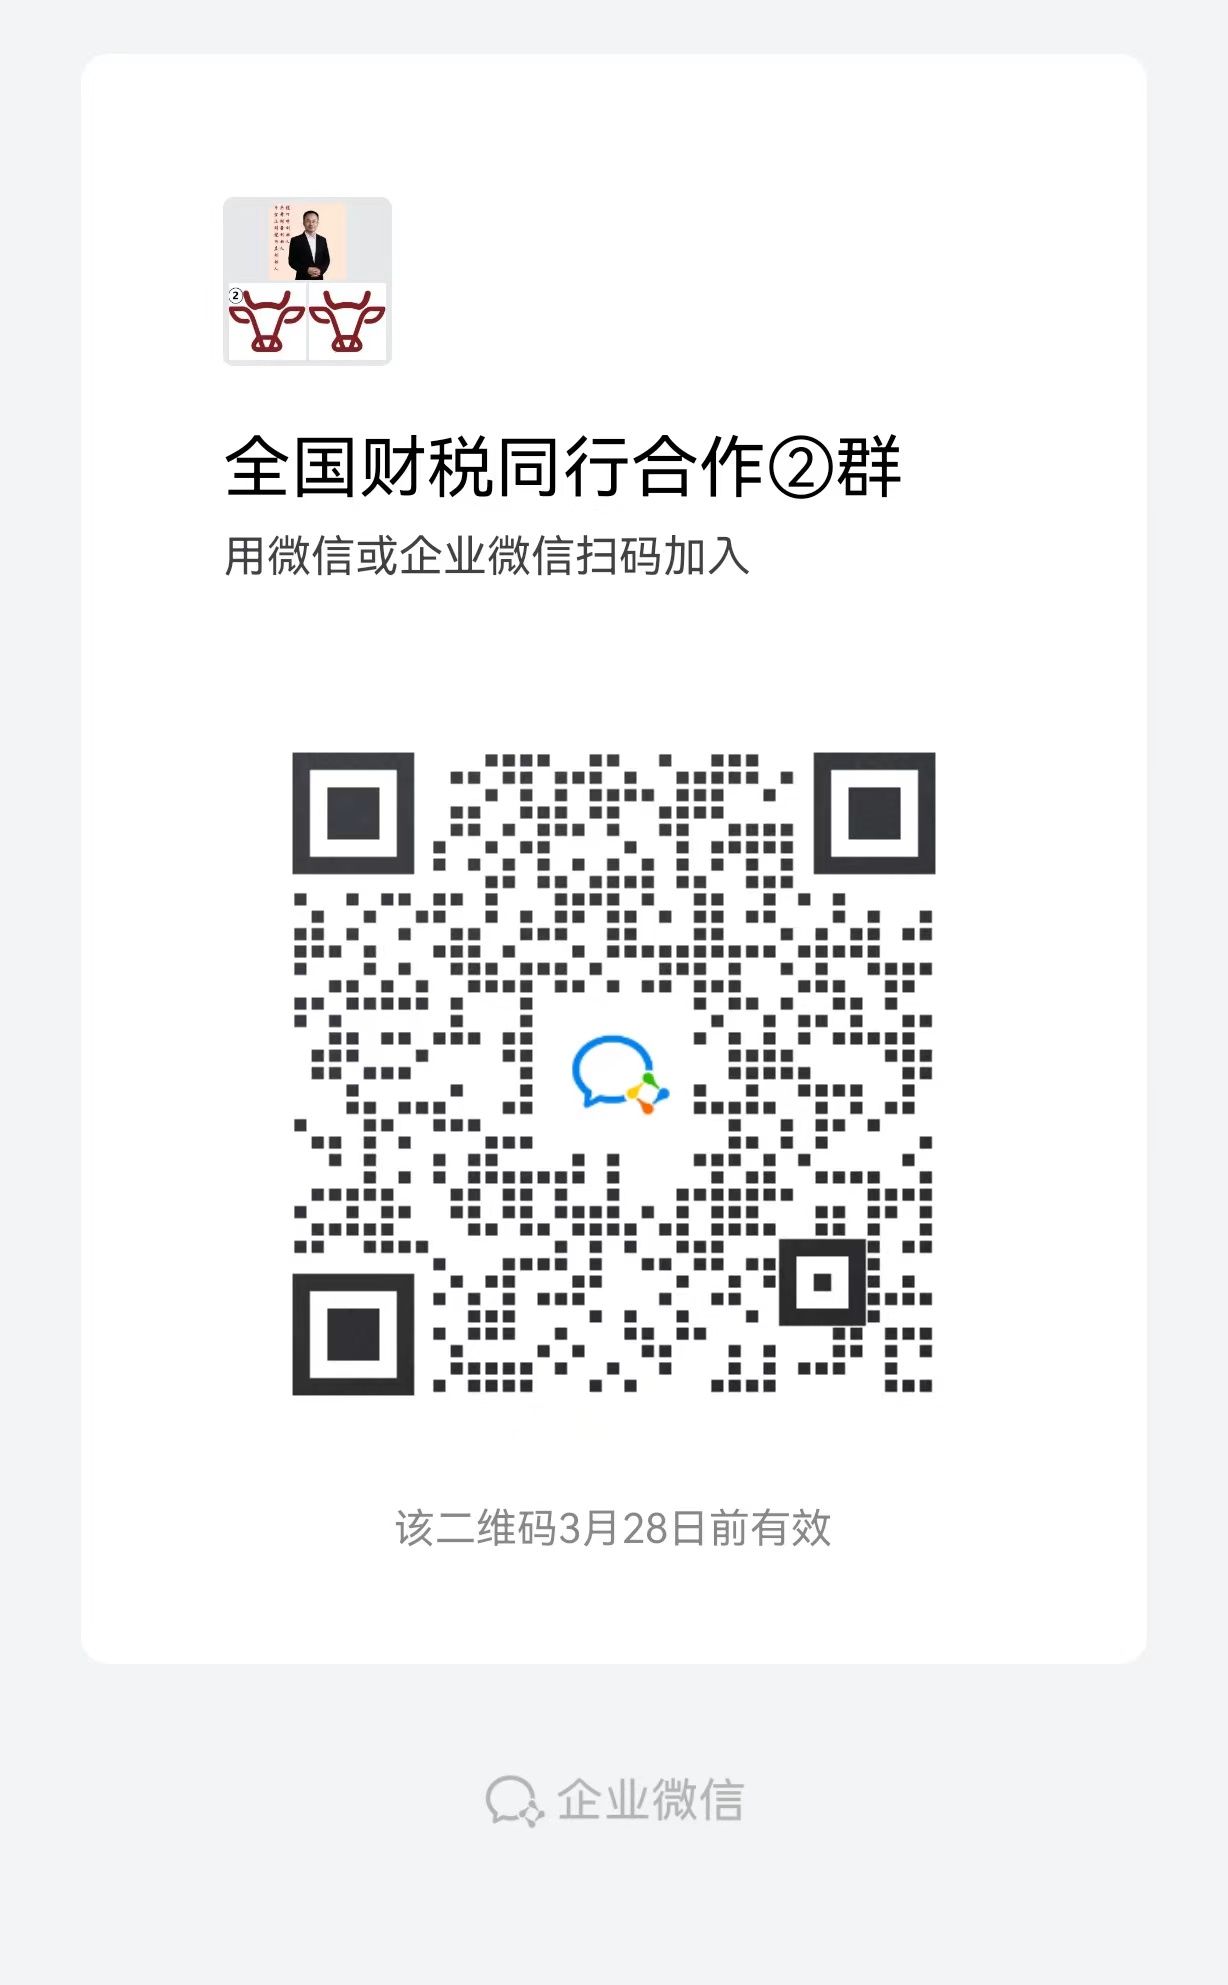 ②
全国财税同行合作②群
用微信或企业微信扫码加入
该二维码3月28日前有效
企业微信